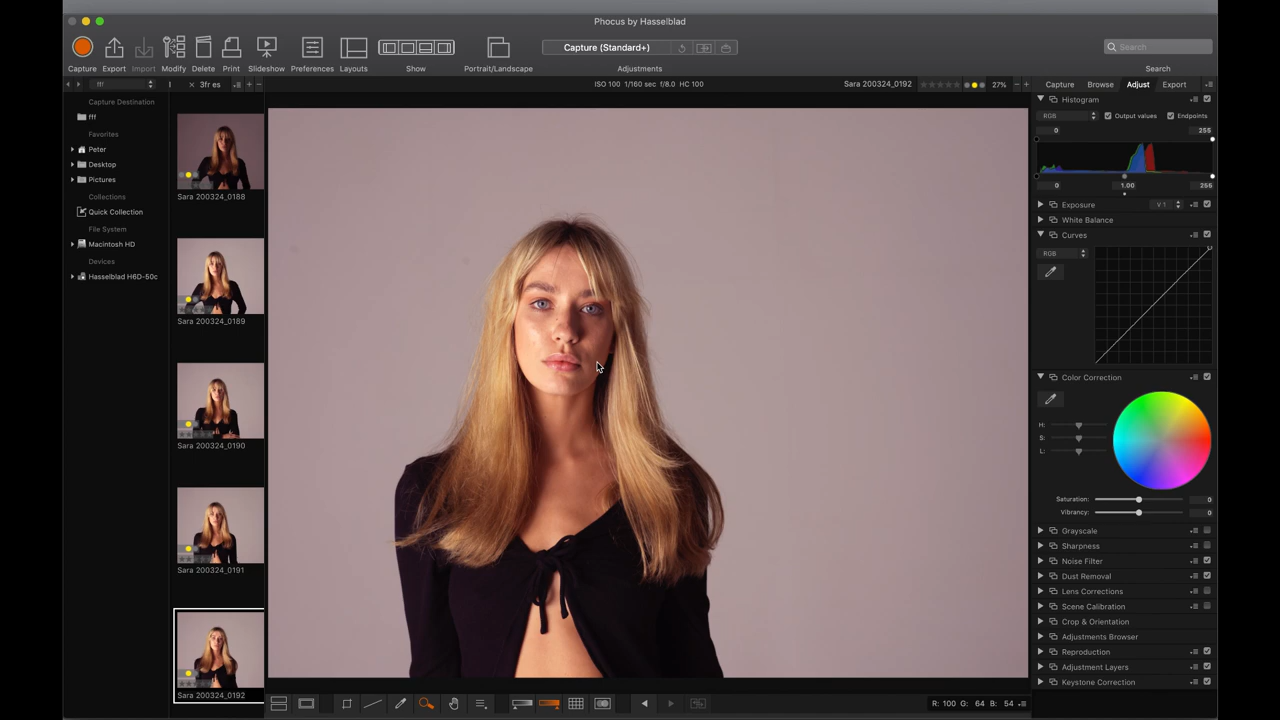 Phocus by Hasselblad
Capture (Standard+)
Search
Capture Export Import Modify Delete Print Slideshow Preferences Layouts Show Portrait/Landscape Adjustments Search
fff
3fr es
ISO 100 1/160 sec f/8.0 HC 100
Sara 200324_0192
27%
Capture Browse Adjust Export
Capture Destination
fff
Favorites
Peter
Desktop
Pictures
Collections
Quick Collection
File System
Macintosh HD
Devices
Hasselblad H6D-50c
Sara 200324_0188
Sara 200324_0189
Sara 200324_0190
Sara 200324_0191
Sara 200324_0192
Histogram
RGB Output values Endpoints
0 255
0 1.00 255
Exposure V 1
White Balance
Curves
RGB
Color Correction
H:
S:
L:
Saturation: 0
Vibrancy: 0
Grayscale
Sharpness
Noise Filter
Dust Removal
Lens Corrections
Scene Calibration
Crop & Orientation
Adjustments Browser
Reproduction
Adjustment Layers
Keystone Correction
R: 100 G: 64 B: 54